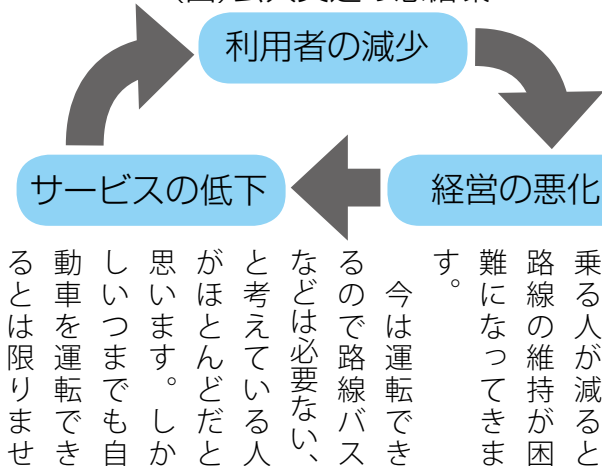 利用者の減少
経営の悪化
サービスの低下
乗る人が減ると
路線の維持が困
難になってきま
す。
今は運転でき
るので路線バス
などは必要ない、
と考えている人
がほとんどだと
思います。しか
しいつまでも自
動車を運転でき
るとは限りませ